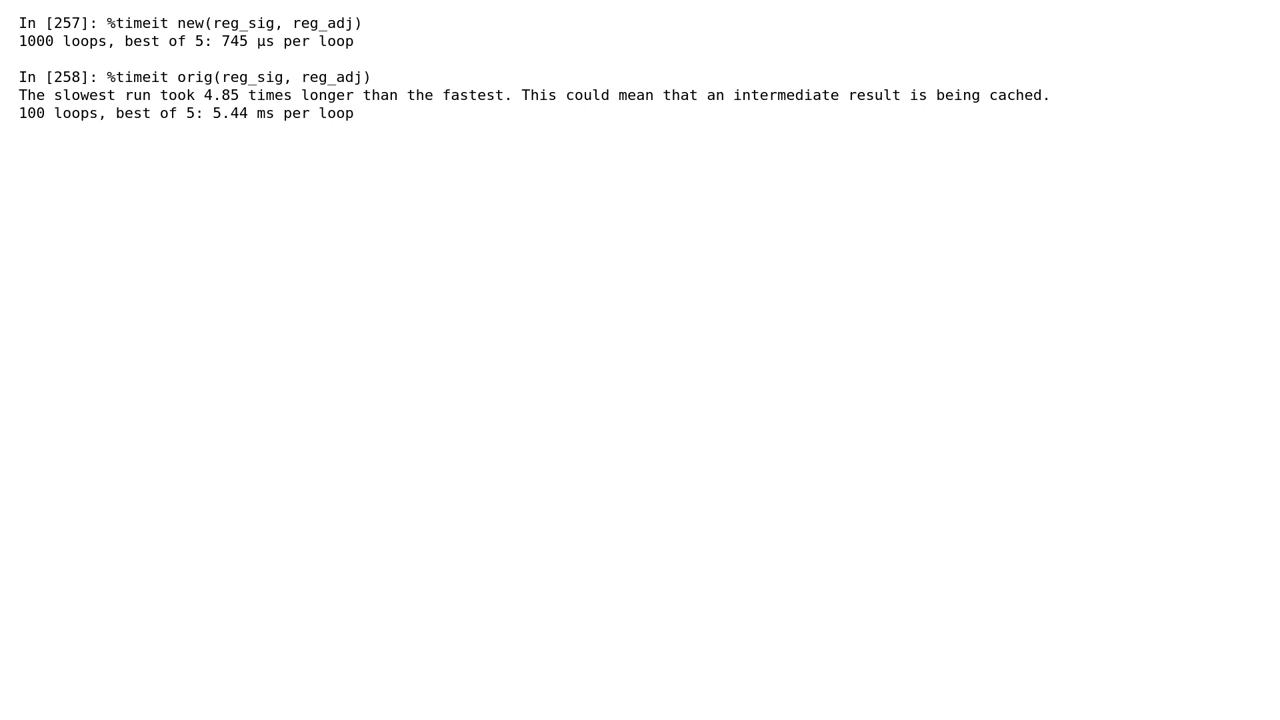 In [257]: %timeit new(reg_sig, reg_adj)
1000 loops, best of 5: 745 µs per loop
In [258]: %timeit orig(reg_sig, reg_adj)
The slowest run took 4.85 times longer than the fastest. This could mean that an intermediate result is being cached.
100 loops, best of 5: 5.44 ms per loop